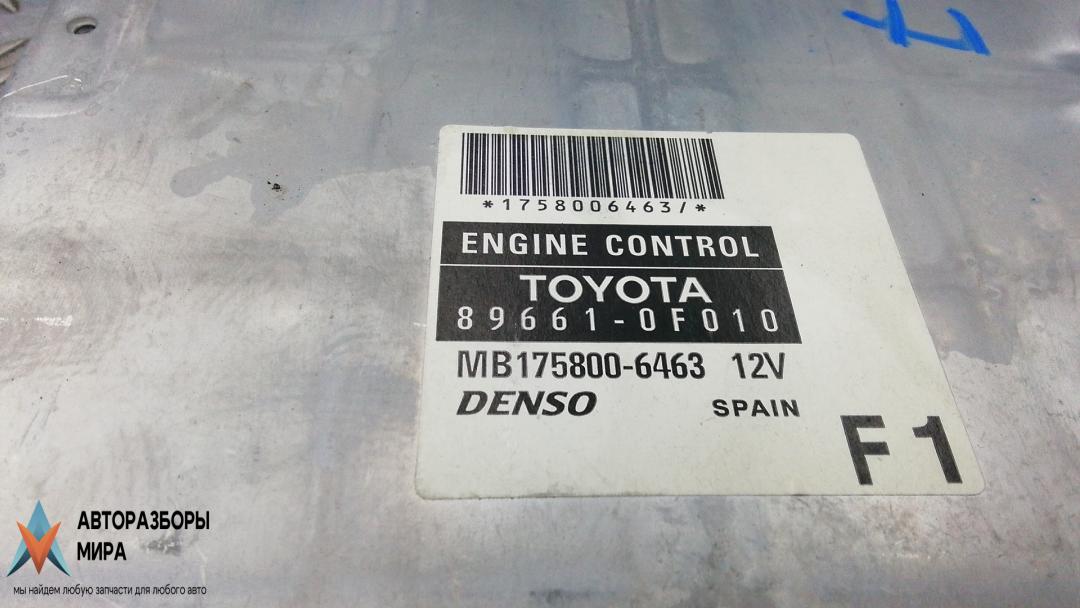 *1758006463/*
ENGINE CONTROL
TOYOTA
89661-0F010
MB175800-6463 12V
DENSO SPAIN
F1
АВТОРАЗБОРЫ
МИРА
мы найдем любую запчасти для любого авто